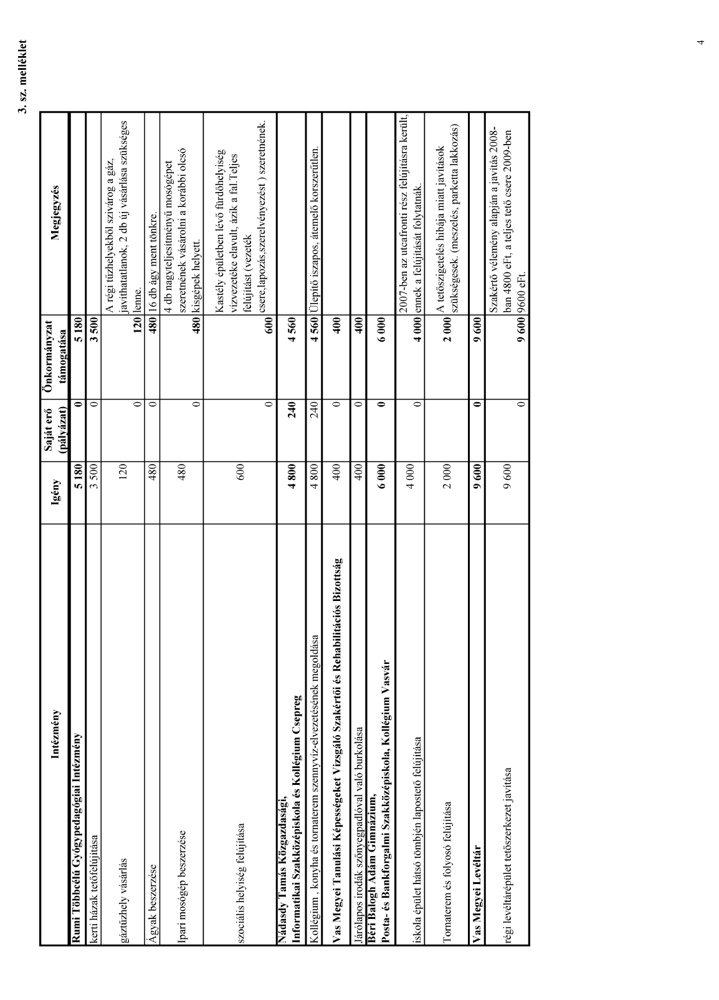 3. sz. melléklet
Intézmény Igény Saját erő (pályázat) Önkormányzat támogatása Megjegyzés
Rumi Többcélú Gyógypedagógiai Intézmény 5 180 0 5 180
kerti házak tetőfelújítása 3 500 0 3 500
gáztűzhely vásárlás 120 0 120 A régi tűzhelyekből szivárog a gáz,
javíthatatlanok, 2 db új vásárlása szükséges
lenne.
Ágyak beszerzése 480 0 480 16 db ágy ment tönkre.
Ipari mosógép beszerzése 480 0 480 4 db nagyteljesítményű mosógépet
szeretnének vásárolni a korábbi olcsó
kisgépek helyett.
szociális helyiség felújítása 600 0 600 Kastély épületben lévő fürdőhelyiség
vízvezetéke elavult, ázik a fal.Teljes
felújítást (vezeték
csere,lapozás,szerelvényezést ) szeretnének.
Nádasdy Tamás Közgazdasági,
Informatikai Szakközépiskola és Kollégium Csepreg 4 800 240 4 560
Kollégium , konyha és tornaterem szennyvíz-elvezetésének megoldása 4 800 240 4 560 Ülepítő iszapos, átemelő korszerűtlen.
Vas Megyei Tanulási Képességeket Vizsgáló Szakértői és Rehabilitációs Bizottság 400 0 400
Járólapos irodák szőnyegpadlóval való burkolása 400 0 400
Béri Balogh Ádám Gimnázium,
Posta- és Bankforgalmi Szakközépiskola, Kollégium Vasvár 6 000 0 6 000
iskola épület hátsó tömbjén lapostető felújítása 4 000 0 4 000 2007-ben az utcafronti rész felújításra került,
ennek a felújítását folytatnák.
Tornaterem és folyosó felújítása 2 000 2 000 A tetőszigetelés hibája miatt javítások
szükségesek. (meszelés, parketta lakkozás)
Vas Megyei Levéltár 9 600 0 9 600
régi levéltárépület tetőszerkezet javítása 9 600 0 9 600 Szakértő vélemény alapján a javítás 2008-
ban 4800 eFt, a teljes tető csere 2009-ben
9600 eFt.
4